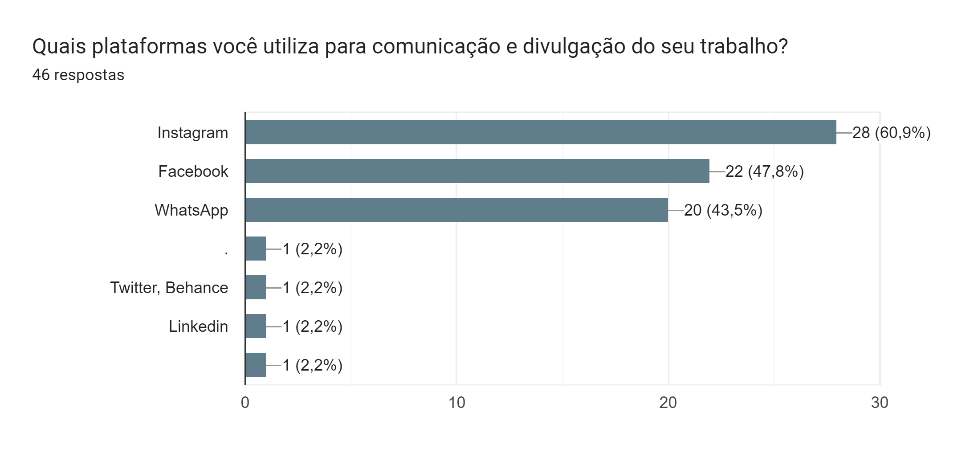 Quais plataformas você utiliza para comunicação e divulgação do seu trabalho?
46 respostas
Instagram 28 (60,9%)
Facebook 22 (47,8%)
WhatsApp 20 (43,5%)
. 1 (2,2%)
Twitter, Behance 1 (2,2%)
Linkedin 1 (2,2%)
1 (2,2%)
0 10 20 30